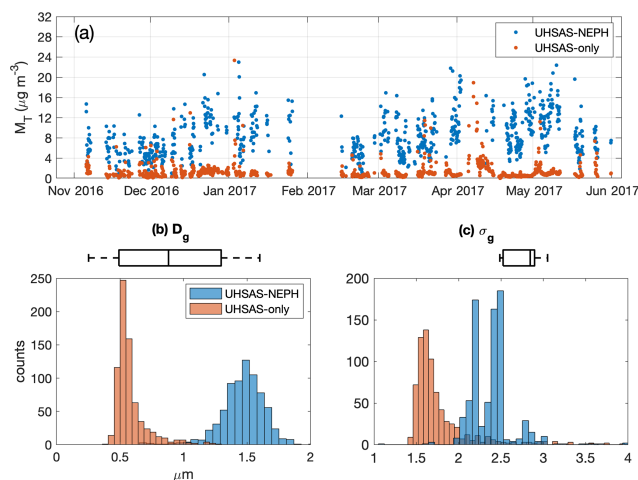 (a)
UHSAS-NEPH
UHSAS-only
M_T (μg m^-3)
32
28
24
20
16
12
8
4
0
Nov 2016 Dec 2016 Jan 2017 Feb 2017 Mar 2017 Apr 2017 May 2017 Jun 2017
(b) D_g
(c) σ_g
UHSAS-NEPH
UHSAS-only
counts
250
200
150
100
50
0
0 0.5 1 1.5 2
μm
200
150
100
50
0
1 1.5 2 2.5 3 3.5 4